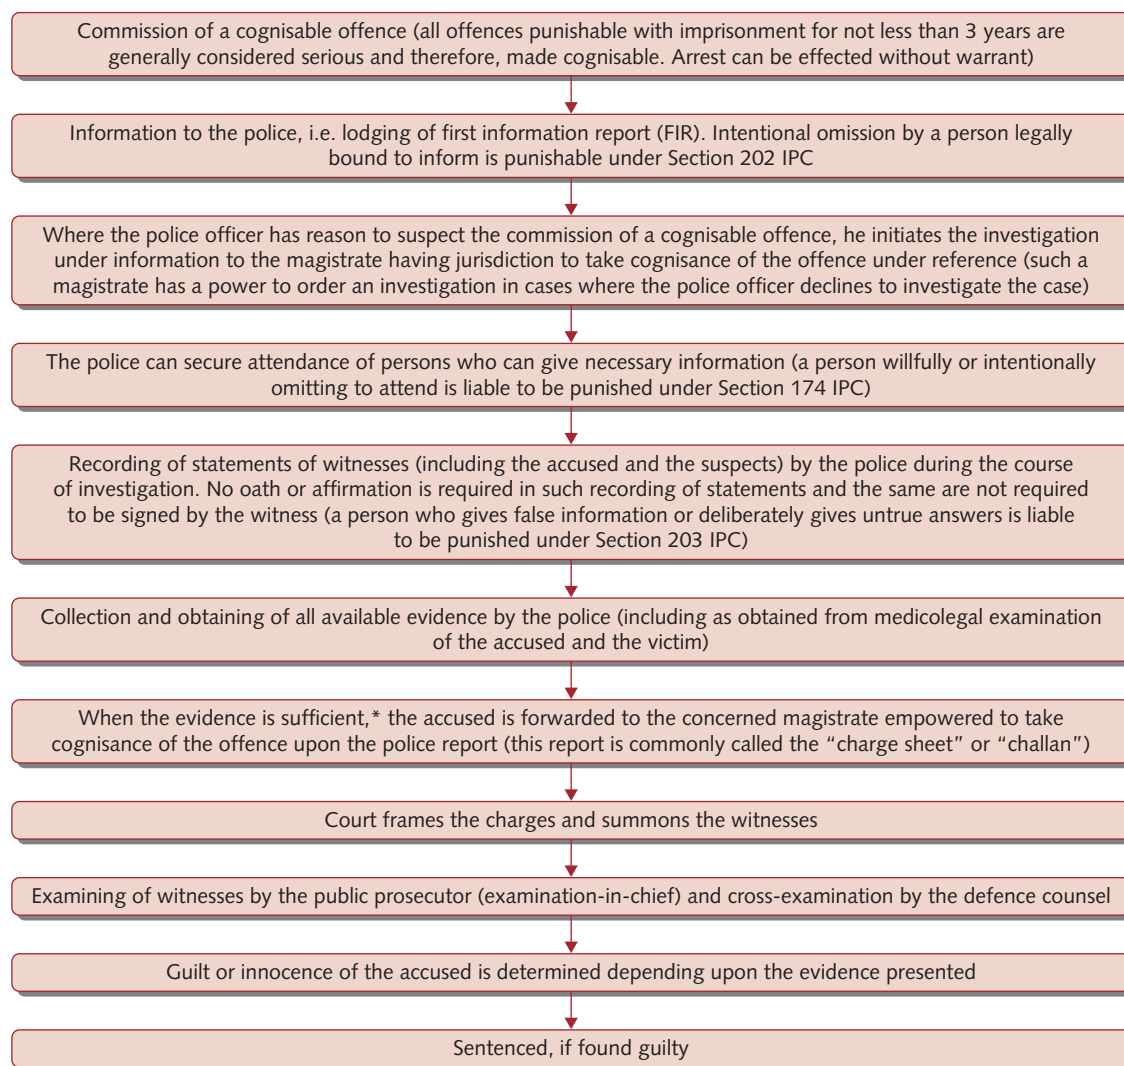 Commission of a cognisable offence (all offences punishable with imprisonment for not less than 3 years are
generally considered serious and therefore, made cognisable. Arrest can be effected without warrant)
Information to the police, i.e. lodging of first information report (FIR). Intentional omission by a person legally
bound to inform is punishable under Section 202 IPC
Where the police officer has reason to suspect the commission of a cognisable offence, he initiates the investigation
under information to the magistrate having jurisdiction to take cognisance of the offence under reference (such a
magistrate has a power to order an investigation in cases where the police officer declines to investigate the case)
The police can secure attendance of persons who can give necessary information (a person willfully or intentionally
omitting to attend is liable to be punished under Section 174 IPC)
Recording of statements of witnesses (including the accused and the suspects) by the police during the course
of investigation. No oath or affirmation is required in such recording of statements and the same are not required
to be signed by the witness (a person who gives false information or deliberately gives untrue answers is liable
to be punished under Section 203 IPC)
Collection and obtaining of all available evidence by the police (including as obtained from medicolegal examination
of the accused and the victim)
When the evidence is sufficient,* the accused is forwarded to the concerned magistrate empowered to take
cognisance of the offence upon the police report (this report is commonly called the “charge sheet” or “challan”)
Court frames the charges and summons the witnesses
Examining of witnesses by the public prosecutor (examination-in-chief) and cross-examination by the defence counsel
Guilt or innocence of the accused is determined depending upon the evidence presented
Sentenced, if found guilty